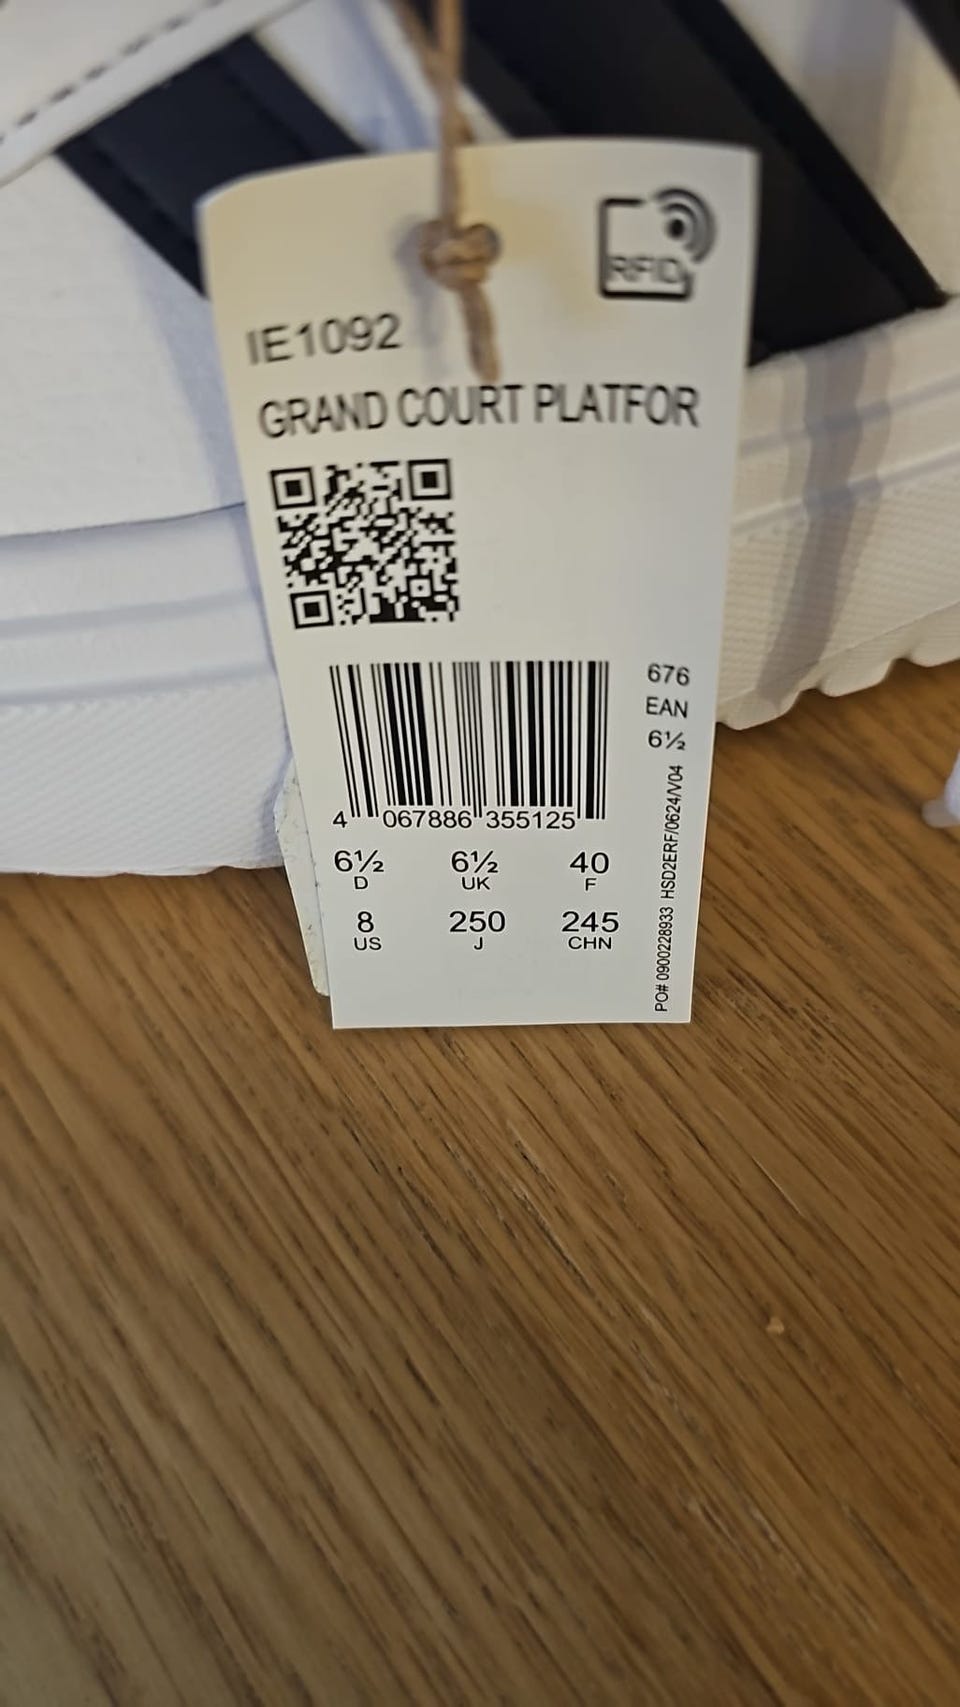 RFID
IE1092
GRAND COURT PLATFOR
676
EAN
6½
4 067886 355125
6½ 6½ 40
D UK F
8 250 245
US J CHN
PO# 0900228933 HSD2ERF/0624/V04